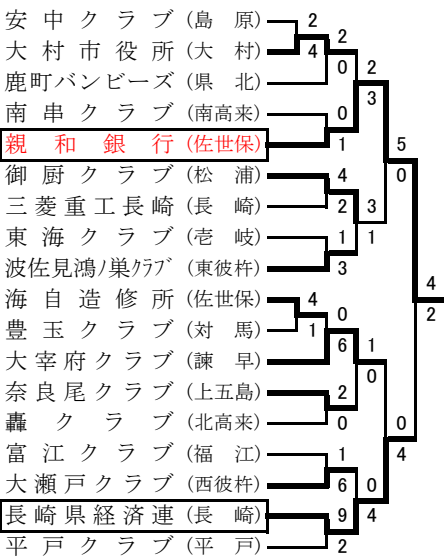 安中クラブ(島原) 2
大村市役所(大村) 4 2
鹿町バンビーズ(県北) 0 2
南串クラブ(南高来) 0 3
親和銀行(佐世保) 1 5
御厨クラブ(松浦) 4 0
三菱重工長崎(長崎) 2 3
東海クラブ(壱岐) 1 1
波佐見鴻ノ巣クラブ(東彼杵) 3
海自造修所(佐世保) 4 4
豊玉クラブ(対馬) 1 0 2
大宰府クラブ(諫早) 6 1
奈良尾クラブ(上五島) 2 0
轟クラブ(北高来) 0 0
富江クラブ(福江) 1 4
大瀬戸クラブ(西彼杵) 6 0
長崎県経済連(長崎) 9 4
平戸クラブ(平戸) 2